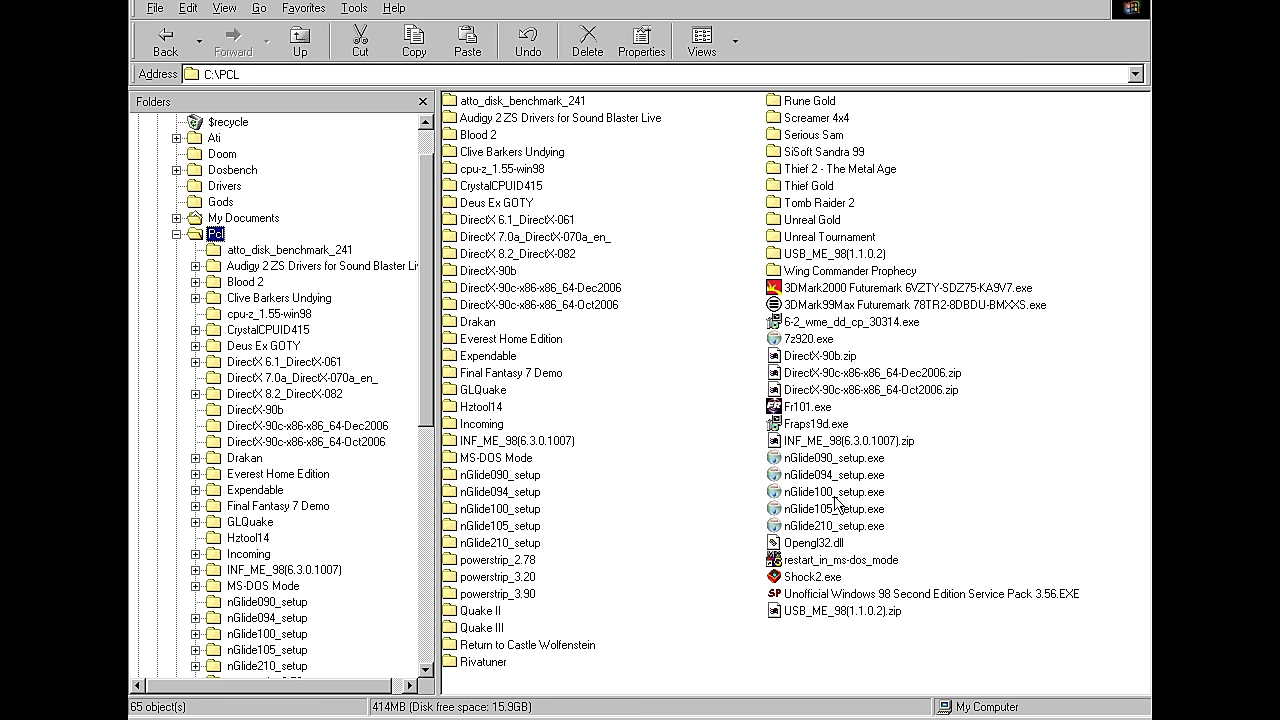 File Edit View Go Favorites Tools Help
Back Forward Up Cut Copy Paste Undo Delete Properties Views
Address C:\PCL
Folders
$recycle
Ati
Doom
Dosbench
Drivers
Gods
My Documents
Pcl
atto_disk_benchmark_241
Audigy 2 ZS Drivers for Sound Blaster Li
Blood 2
Clive Barkers Undying
cpu-z_1.55-win98
CrystalCPUID415
Deus Ex GOTY
DirectX 6.1_DirectX-061
DirectX 7.0a_DirectX-070a_en_
DirectX 8.2_DirectX-082
DirectX-90b
DirectX-90c-x86-x86_64-Dec2006
DirectX-90c-x86-x86_64-Oct2006
Drakan
Everest Home Edition
Expendable
Final Fantasy 7 Demo
GLQuake
Hztool14
Incoming
INF_ME_98(6.3.0.1007)
MS-DOS Mode
nGlide090_setup
nGlide094_setup
nGlide100_setup
nGlide105_setup
nGlide210_setup
atto_disk_benchmark_241
Audigy 2 ZS Drivers for Sound Blaster Live
Blood 2
Clive Barkers Undying
cpu-z_1.55-win98
CrystalCPUID415
Deus Ex GOTY
DirectX 6.1_DirectX-061
DirectX 7.0a_DirectX-070a_en_
DirectX 8.2_DirectX-082
DirectX-90b
DirectX-90c-x86-x86_64-Dec2006
DirectX-90c-x86-x86_64-Oct2006
Drakan
Everest Home Edition
Expendable
Final Fantasy 7 Demo
GLQuake
Hztool14
Incoming
INF_ME_98(6.3.0.1007)
MS-DOS Mode
nGlide090_setup
nGlide094_setup
nGlide100_setup
nGlide105_setup
nGlide210_setup
powerstrip_2.78
powerstrip_3.20
powerstrip_3.90
Quake II
Quake III
Return to Castle Wolfenstein
Rivatuner
Rune Gold
Screamer 4x4
Serious Sam
SiSoft Sandra 99
Thief 2 - The Metal Age
Thief Gold
Tomb Raider 2
Unreal Gold
Unreal Tournament
USB_ME_98(1.1.0.2)
Wing Commander Prophecy
3DMark2000 Futuremark 6VZTY-SDZ75-KA9V7.exe
3DMark99Max Futuremark 78TR2-8DBDU-BMXXS.exe
6-2_wme_dd_cp_30314.exe
7z920.exe
DirectX-90b.zip
DirectX-90c-x86-x86_64-Dec2006.zip
DirectX-90c-x86-x86_64-Oct2006.zip
Fr101.exe
Fraps19d.exe
INF_ME_98(6.3.0.1007).zip
nGlide090_setup.exe
nGlide094_setup.exe
nGlide100_setup.exe
nGlide105_setup.exe
nGlide210_setup.exe
Opengl32.dll
restart_in_ms-dos_mode
Shock2.exe
Unofficial Windows 98 Second Edition Service Pack 3.56.EXE
USB_ME_98(1.1.0.2).zip
65 object(s) 414MB (Disk free space: 15.9GB) My Computer